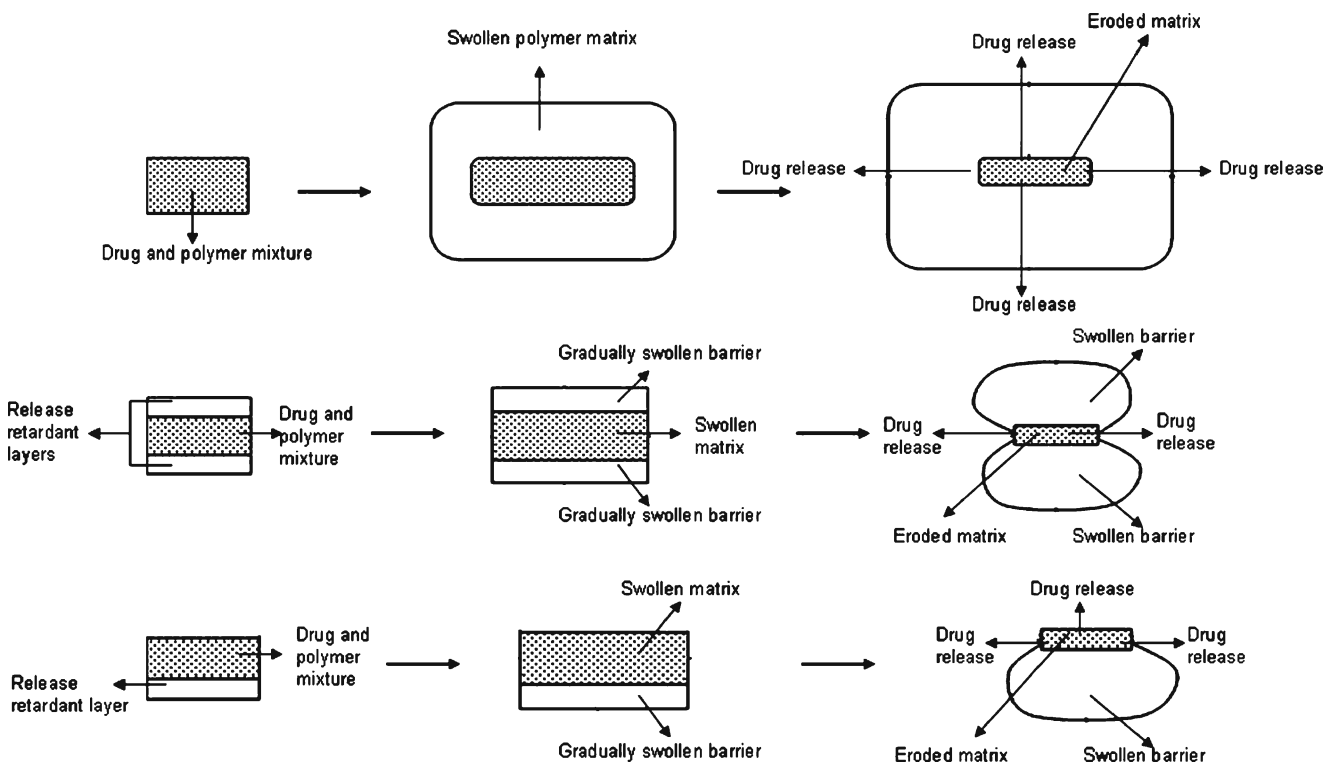 Swollen polymer matrix
Eroded matrix
Drug release
Drug release
Drug release
Drug and polymer mixture
Drug release
Swollen barrier
Gradually swollen barrier
Release
retardant
layers
Drug and
polymer
mixture
Swollen
matrix
Drug
release
Drug
release
Gradually swollen barrier
Eroded matrix
Swollen barrier
Swollen matrix
Drug release
Drug and
polymer
mixture
Drug
release
Drug
release
Release
retardant layer
Gradually swollen barrier
Eroded matrix
Swollen barrier